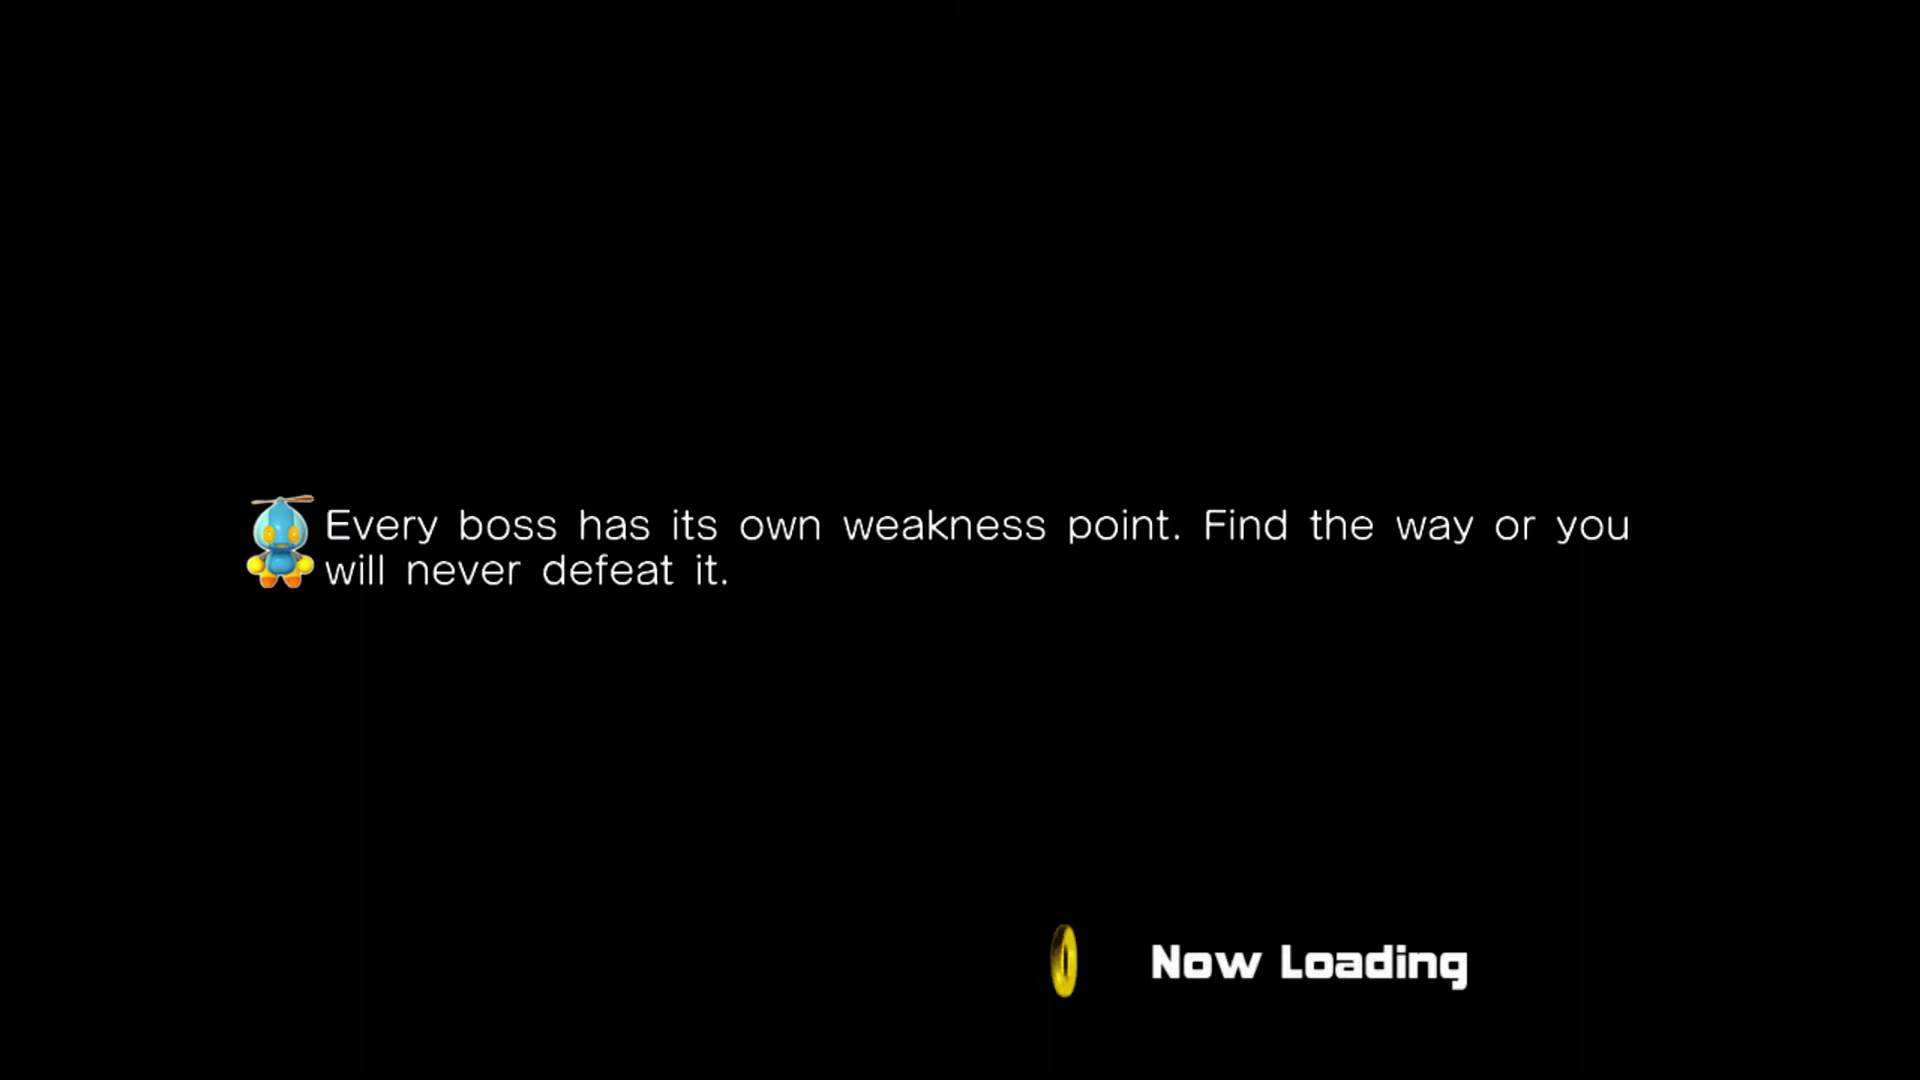 Every boss has its own weakness point. Find the way or you
will never defeat it.
Now Loading